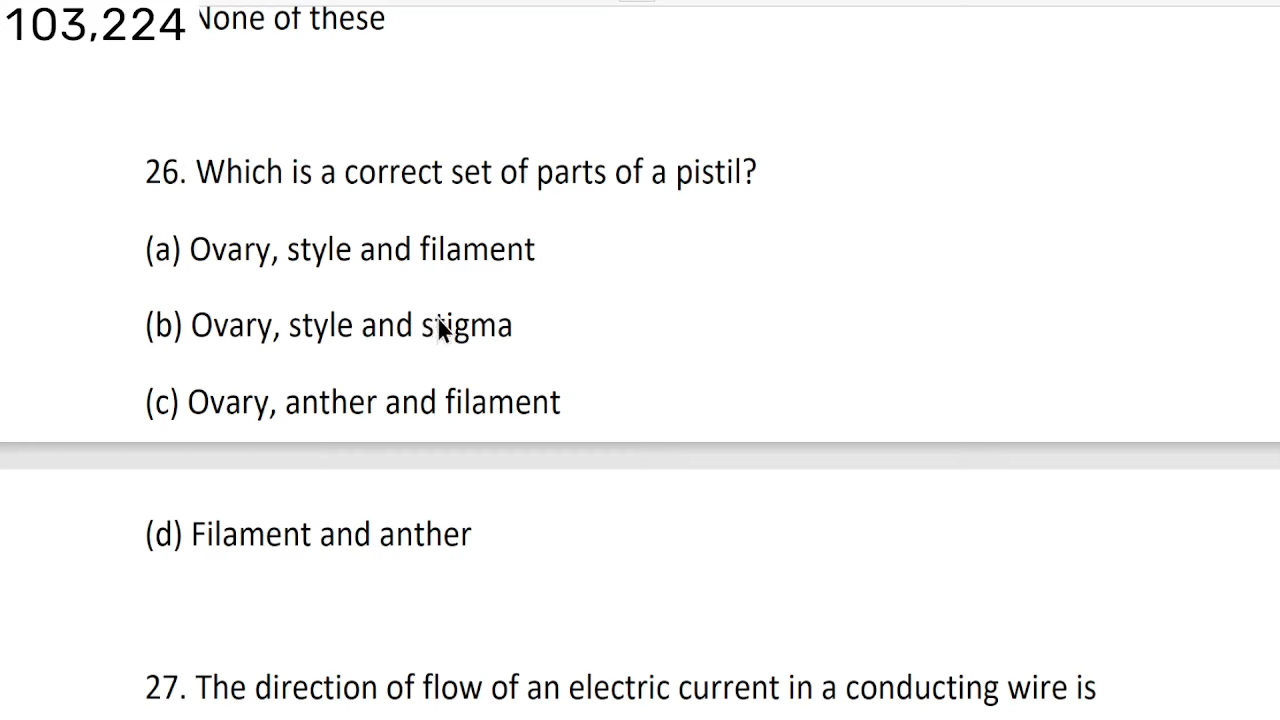 103,224 None of these
26. Which is a correct set of parts of a pistil?
(a) Ovary, style and filament
(b) Ovary, style and stigma
(c) Ovary, anther and filament
(d) Filament and anther
27. The direction of flow of an electric current in a conducting wire is